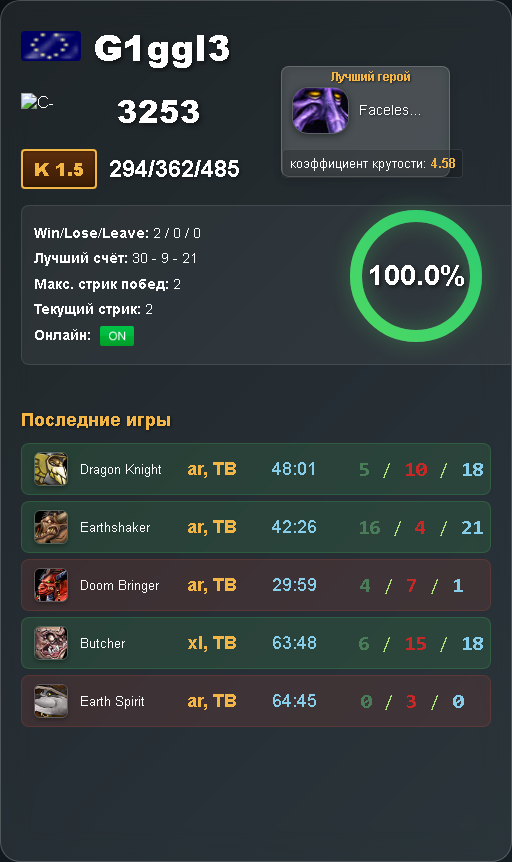 G1ggl3
C-
3253
Лучший герой
Faceles...
коэффициент крутости: 4.58
K 1.5
294/362/485
Win/Lose/Leave: 2 / 0 / 0
Лучший счёт: 30 - 9 - 21
Макс. стрик побед: 2
Текущий стрик: 2
Онлайн: ON
100.0%
Последние игры
Dragon Knight ar, TB 48:01 5 / 10 / 18
Earthshaker ar, TB 42:26 16 / 4 / 21
Doom Bringer ar, TB 29:59 4 / 7 / 1
Butcher xl, TB 63:48 6 / 15 / 18
Earth Spirit ar, TB 64:45 0 / 3 / 0